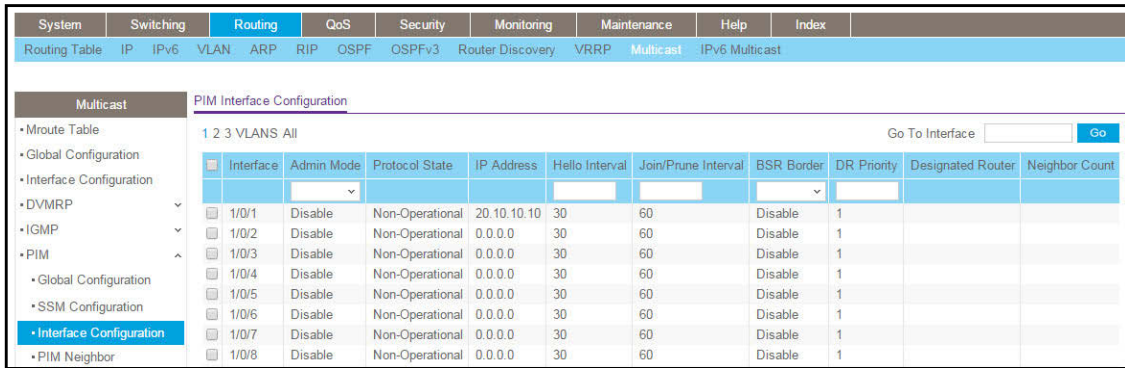 System Switching Routing QoS Security Monitoring Maintenance Help Index
Routing Table IP IPv6 VLAN ARP RIP OSPF OSPFv3 Router Discovery VRRP Multicast IPv6 Multicast
Multicast
• Mroute Table
• Global Configuration
• Interface Configuration
• DVMRP
• IGMP
• PIM
• Global Configuration
• SSM Configuration
• Interface Configuration
• PIM Neighbor
PIM Interface Configuration
1 2 3 VLANS All Go To Interface Go
Interface Admin Mode Protocol State IP Address Hello Interval Join/Prune Interval BSR Border DR Priority Designated Router Neighbor Count
1/0/1 Disable Non-Operational 20.10.10.10 30 60 Disable 1
1/0/2 Disable Non-Operational 0.0.0.0 30 60 Disable 1
1/0/3 Disable Non-Operational 0.0.0.0 30 60 Disable 1
1/0/4 Disable Non-Operational 0.0.0.0 30 60 Disable 1
1/0/5 Disable Non-Operational 0.0.0.0 30 60 Disable 1
1/0/6 Disable Non-Operational 0.0.0.0 30 60 Disable 1
1/0/7 Disable Non-Operational 0.0.0.0 30 60 Disable 1
1/0/8 Disable Non-Operational 0.0.0.0 30 60 Disable 1